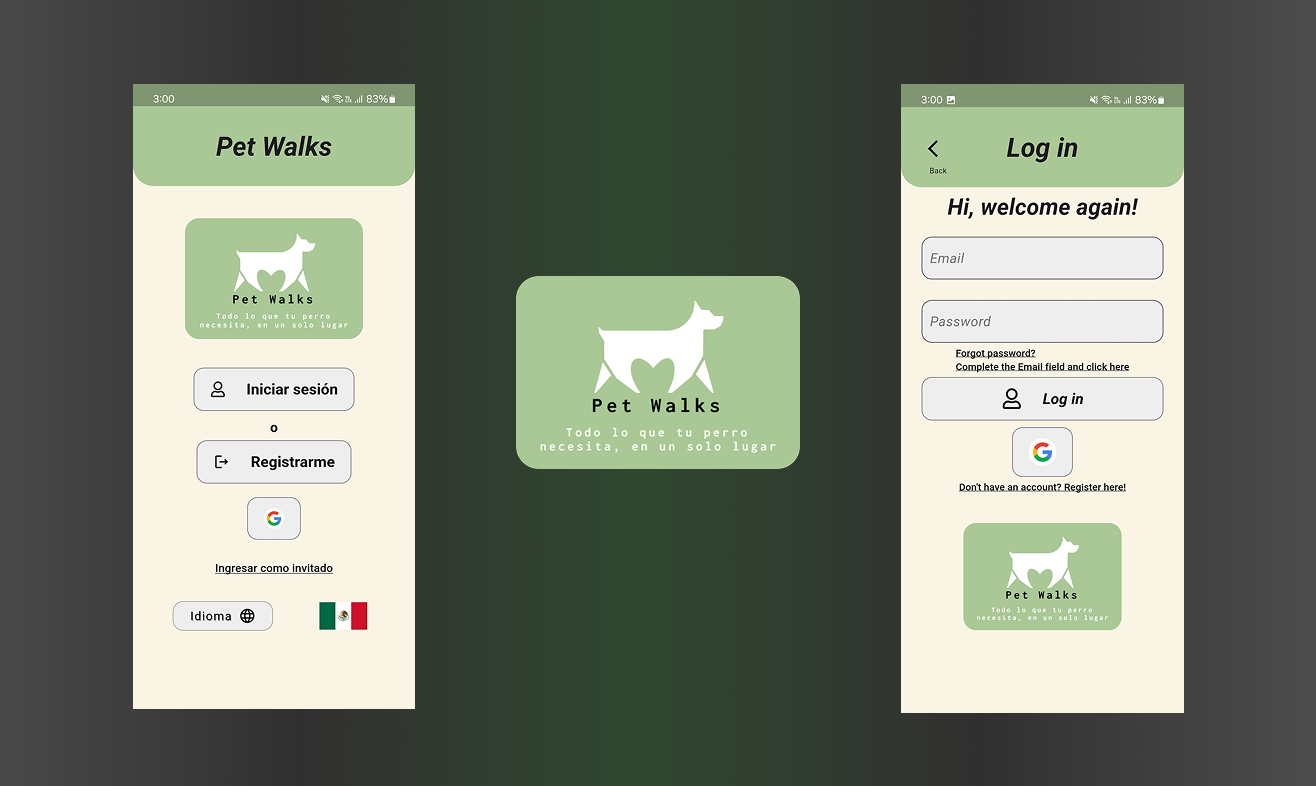 3:00
83%
Pet Walks
Pet Walks
Todo lo que tu perro
necesita, en un solo lugar
Iniciar sesión
o
Registrarme
Ingresar como invitado
Idioma
Pet Walks
Todo lo que tu perro
necesita, en un solo lugar
3:00
83%
Log in
Back
Hi, welcome again!
Email
Password
Forgot password?
Complete the Email field and click here
Log in
Don't have an account? Register here!
Pet Walks
Todo lo que tu perro
necesita, en un solo lugar